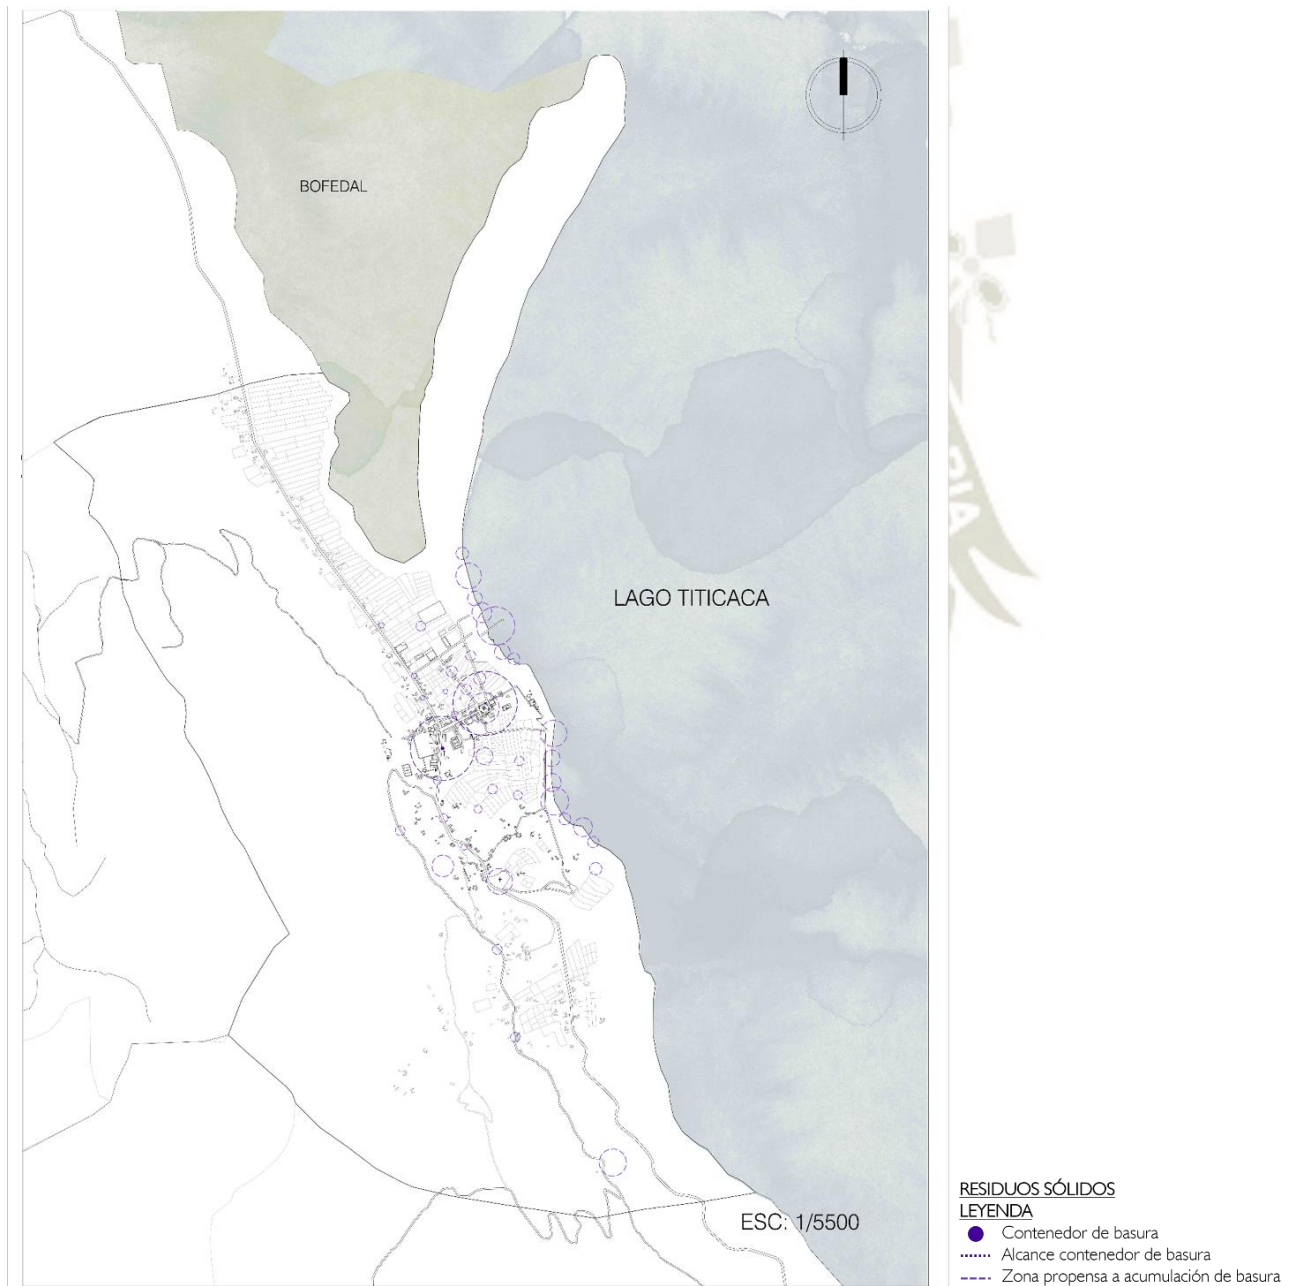 BOFEDAL
LAGO TITICACA
ESC: 1/5500
RESIDUOS SÓLIDOS
LEYENDA
Contenedor de basura
Alcance contenedor de basura
Zona propensa a acumulación de basura